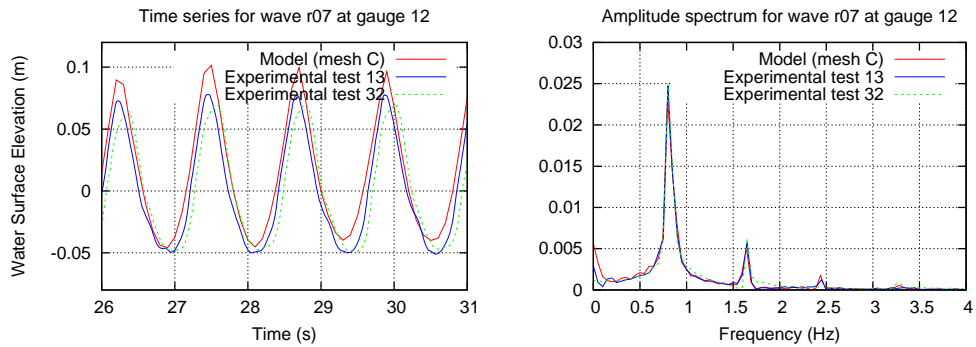 Time series for wave r07 at gauge 12
Water Surface Elevation (m)
0.1
0.05
0
-0.05
Model (mesh C)
Experimental test 13
Experimental test 32
26 27 28 29 30 31
Time (s)
Amplitude spectrum for wave r07 at gauge 12
0.03
0.025
0.02
0.015
0.01
0.005
0
Model (mesh C)
Experimental test 13
Experimental test 32
0 0.5 1 1.5 2 2.5 3 3.5 4
Frequency (Hz)